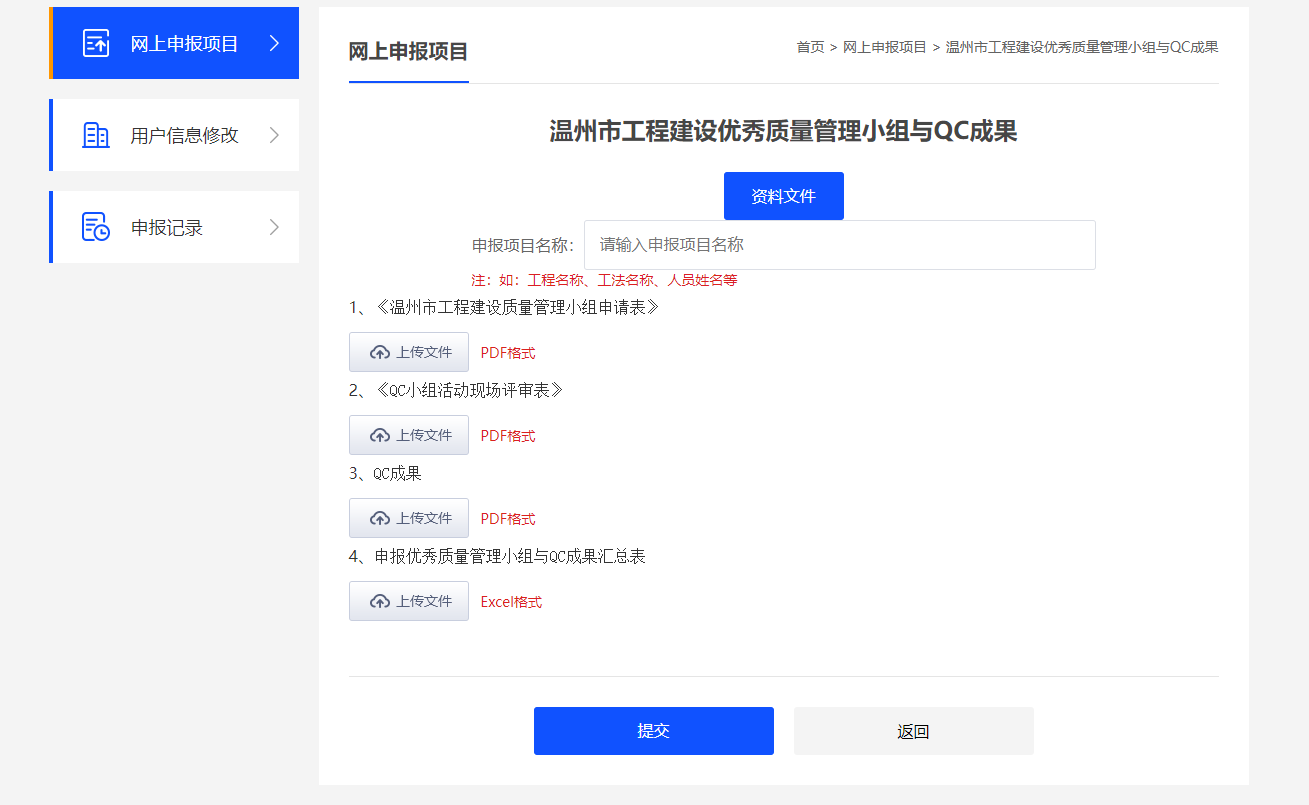 网上申报项目
用户信息修改
申报记录
网上申报项目
首页 > 网上申报项目 > 温州市工程建设优秀质量管理小组与QC成果
温州市工程建设优秀质量管理小组与QC成果
资料文件
申报项目名称： 请输入申报项目名称
注：如：工程名称、工法名称、人员姓名等
1、《温州市工程建设质量管理小组申请表》
上传文件 PDF格式
2、《QC小组活动现场评审表》
上传文件 PDF格式
3、QC成果
上传文件 PDF格式
4、申报优秀质量管理小组与QC成果汇总表
上传文件 Excel格式
提交 返回